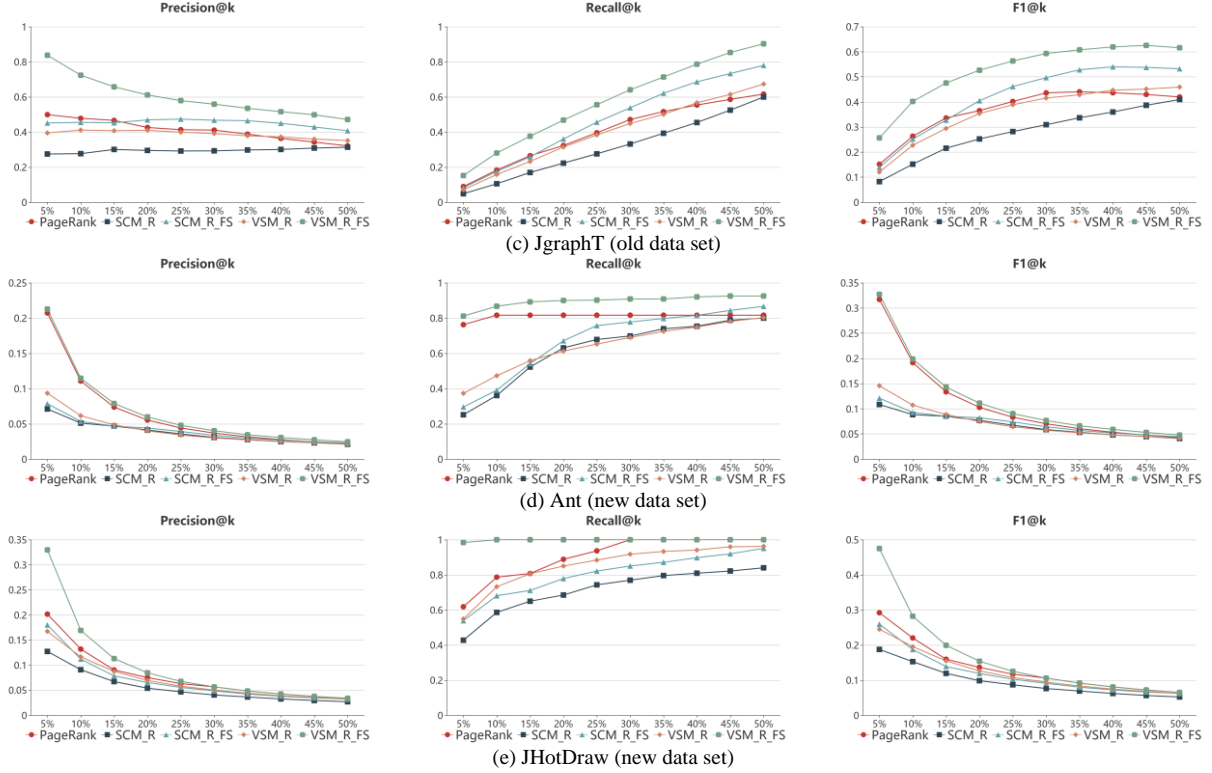 Precision@k Recall@k F1@k
1 1 0.7
0.8 0.8 0.6
0.6 0.6 0.5
0.4 0.4 0.4
0.2 0.2 0.3
0 0 0.2
0.1
0
5% 10% 15% 20% 25% 30% 35% 40% 45% 50% 5% 10% 15% 20% 25% 30% 35% 40% 45% 50% 5% 10% 15% 20% 25% 30% 35% 40% 45% 50%
PageRank SCM_R SCM_R_FS VSM_R VSM_R_FS PageRank SCM_R SCM_R_FS VSM_R VSM_R_FS PageRank SCM_R SCM_R_FS VSM_R VSM_R_FS
(c) JgraphT (old data set)
Precision@k Recall@k F1@k
0.25 1 0.35
0.2 0.8 0.3
0.15 0.6 0.25
0.1 0.4 0.2
0.05 0.2 0.15
0 0 0.1
0.05
0
5% 10% 15% 20% 25% 30% 35% 40% 45% 50% 5% 10% 15% 20% 25% 30% 35% 40% 45% 50% 5% 10% 15% 20% 25% 30% 35% 40% 45% 50%
PageRank SCM_R SCM_R_FS VSM_R VSM_R_FS PageRank SCM_R SCM_R_FS VSM_R VSM_R_FS PageRank SCM_R SCM_R_FS VSM_R VSM_R_FS
(d) Ant (new data set)
Precision@k Recall@k F1@k
0.35 1 0.5
0.3 0.8 0.4
0.25 0.6 0.3
0.2 0.4 0.2
0.15 0.2 0.1
0.1 0 0
0.05
0
5% 10% 15% 20% 25% 30% 35% 40% 45% 50% 5% 10% 15% 20% 25% 30% 35% 40% 45% 50% 5% 10% 15% 20% 25% 30% 35% 40% 45% 50%
PageRank SCM_R SCM_R_FS VSM_R VSM_R_FS PageRank SCM_R SCM_R_FS VSM_R VSM_R_FS PageRank SCM_R SCM_R_FS VSM_R VSM_R_FS
(e) JHotDraw (new data set)